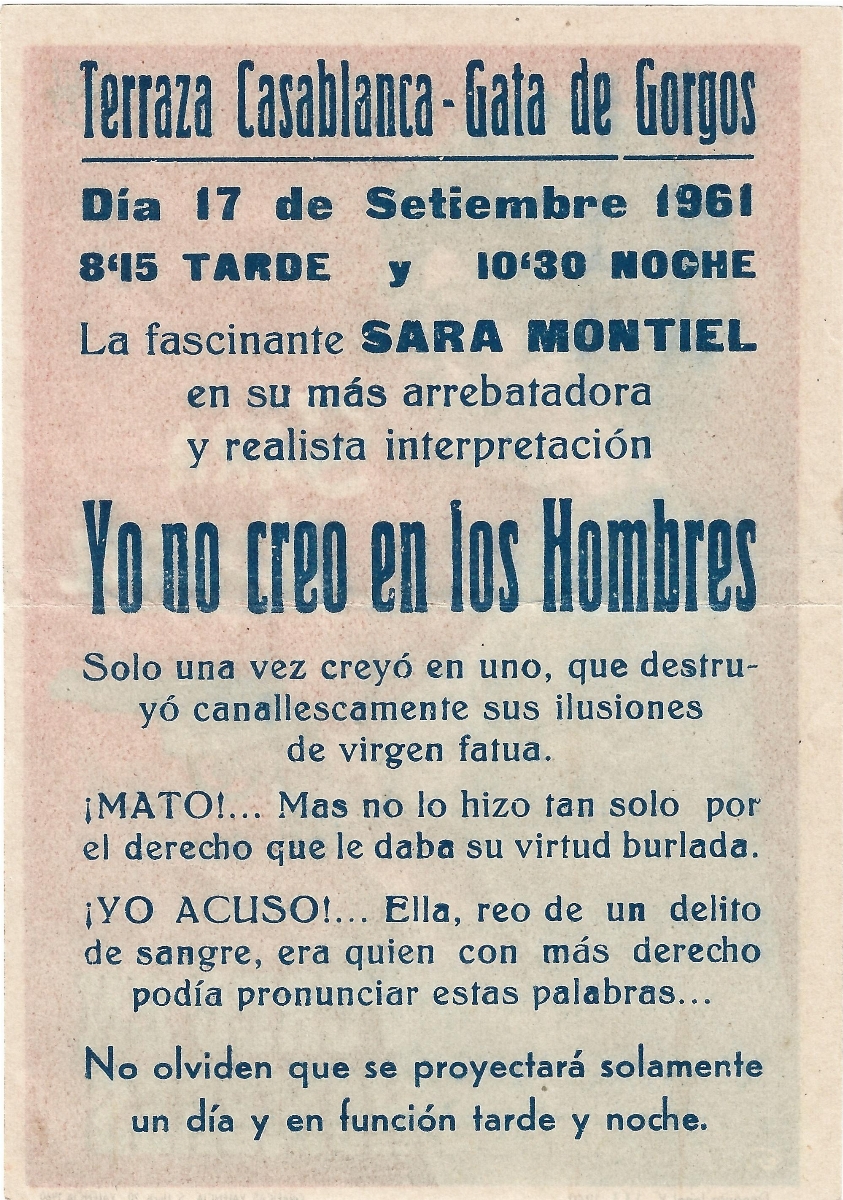 Terraza Casablanca - Gata de Gorgos
Día 17 de Setiembre 1961
8'15 TARDE y 10'30 NOCHE
La fascinante SARA MONTIEL
en su más arrebatadora
y realista interpretación
Yo no creo en los Hombres
Solo una vez creyó en uno, que destru-
yó canallescamente sus ilusiones
de virgen fatua.
¡MATO!... Mas no lo hizo tan solo por
el derecho que le daba su virtud burlada.
¡YO ACUSO!... Ella, reo de un delito
de sangre, era quien con más derecho
podía pronunciar estas palabras...
No olviden que se proyectará solamente
un día y en función tarde y noche.